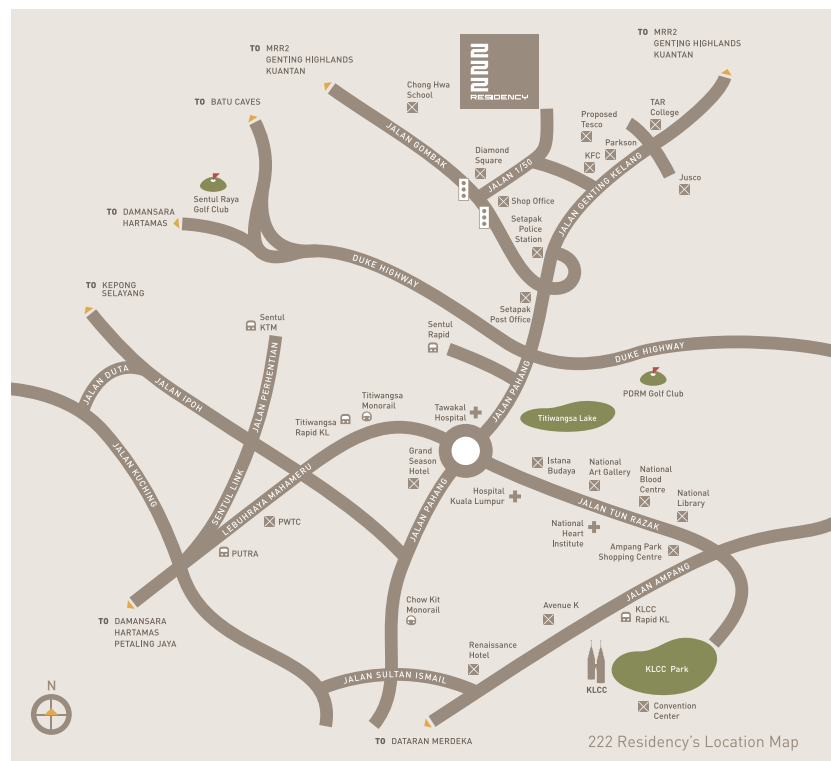 TO MRR2
GENTING HIGHLANDS
KUANTAN
TO MRR2
GENTING HIGHLANDS
KUANTAN
222
RESIDENCY
TO BATU CAVES
Chong Hwa
School
JALAN GOMBAK
Proposed
Tesco
TAR
College
Parkson
KFC
Jusco
Diamond
Square
JALAN 1/50
JALAN GENTING KELANG
Sentul Raya
Golf Club
Shop Office
Setapak
Police
Station
TO DAMANSARA
HARTAMAS
DUKE HIGHWAY
TO KEPONG
SELAYANG
Setapak
Post Office
Sentul
KTM
Sentul
Rapid
DUKE HIGHWAY
PDRM Golf Club
JALAN DUTA
JALAN IPOH
JALAN PERHENTIAN
JALAN PAHANG
Titiwangsa
Monorail
Titiwangsa
Rapid KL
Tawakal
Hospital
Titiwangsa Lake
JALAN KUCHING
SENTUL LINK
LEBUHRAYA MAHAMERU
Grand
Season
Hotel
JALAN PAHANG
Hospital
Kuala Lumpur
Istana
Budaya
National
Art Gallery
National
Blood
Centre
National
Library
JALAN TUN RAZAK
National
Heart
Institute
Ampang Park
Shopping Centre
PWTC
PUTRA
JALAN AMPANG
TO DAMANSARA
HARTAMAS
PETALING JAYA
Chow Kit
Monorail
Avenue K
KLCC
Rapid KL
Renaissance
Hotel
JALAN SULTAN ISMAIL
KLCC
KLCC Park
Convention
Center
N
TO DATARAN MERDEKA
222 Residency's Location Map